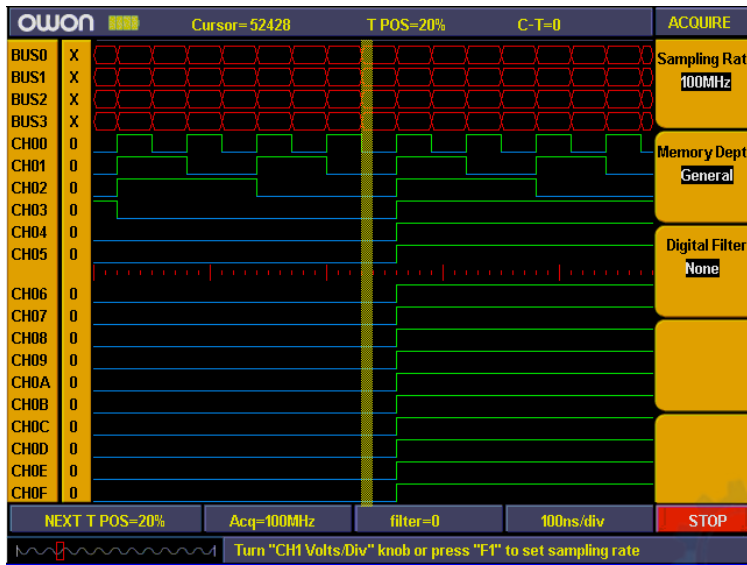 OWON Cursor=52428 T POS=20% C-T=0 ACQUIRE
BUS0 X
BUS1 X
BUS2 X
BUS3 X
CH00 0
CH01 0
CH02 0
CH03 0
CH04 0
CH05 0
CH06 0
CH07 0
CH08 0
CH09 0
CH0A 0
CH0B 0
CH0C 0
CH0D 0
CH0E 0
CH0F 0
Sampling Rat
100MHz
Memory Dept
General
Digital Filter
None
NEXT T POS=20% Acq=100MHz filter=0 100ns/div STOP
Turn "CH1 Volts/Div" knob or press "F1" to set sampling rate